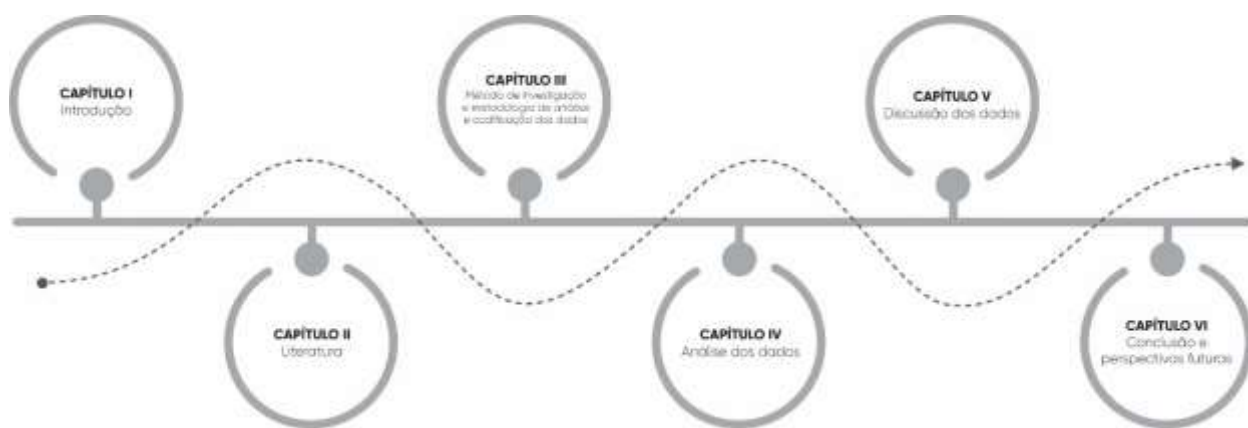 CAPÍTULO I
Introdução
CAPÍTULO II
Literatura
CAPÍTULO III
Método de investigação
e metodologia de análise
e codificação dos dados
CAPÍTULO IV
Análise dos dados
CAPÍTULO V
Discussão dos dados
CAPÍTULO VI
Conclusão e
perspectivas futuras